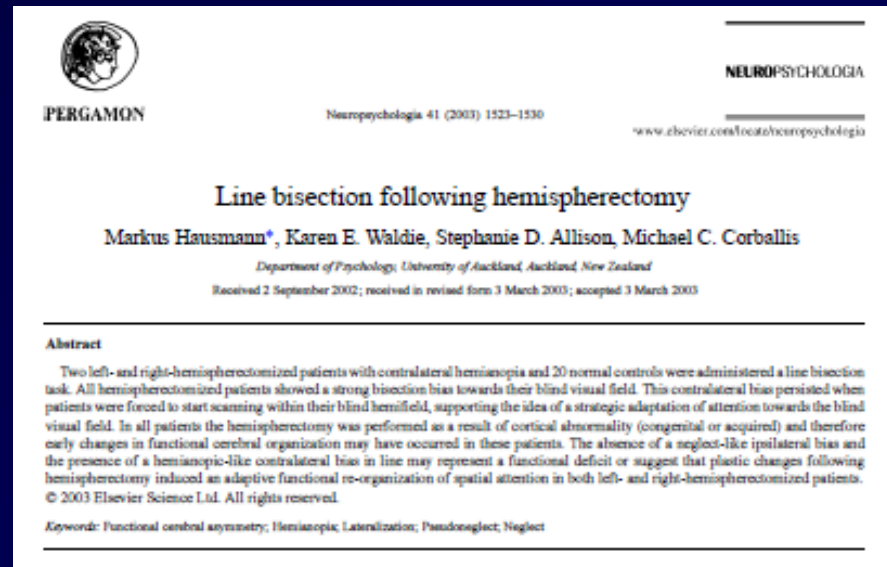 NEUROPSYCHOLOGIA
PERGAMON
Neuropsychologia 41 (2003) 1523–1530
www.elsevier.com/locate/neuropsychologia
Line bisection following hemispherectomy
Markus Hausmann*, Karen E. Waldie, Stephanie D. Allison, Michael C. Corballis
Department of Psychology, University of Auckland, Auckland, New Zealand
Received 2 September 2002; received in revised form 3 March 2003; accepted 3 March 2003
Abstract
Two left- and right-hemispherectomized patients with contralateral hemianopia and 20 normal controls were administered a line bisection
task. All hemispherectomized patients showed a strong bisection bias towards their blind visual field. This contralateral bias persisted when
patients were forced to start scanning within their blind hemifield, supporting the idea of a strategic adaptation of attention towards the blind
visual field. In all patients the hemispherectomy was performed as a result of cortical abnormality (congenital or acquired) and therefore
early changes in functional cerebral organization may have occurred in these patients. The absence of a neglect-like ipsilateral bias and
the presence of a hemianopic-like contralateral bias in line may represent a functional deficit or suggest that plastic changes following
hemispherectomy induced an adaptive functional re-organization of spatial attention in both left- and right-hemispherectomized patients.
© 2003 Elsevier Science Ltd. All rights reserved.
Keywords: Functional cerebral asymmetry; Hemianopia; Lateralization; Pseudoneglect; Neglect